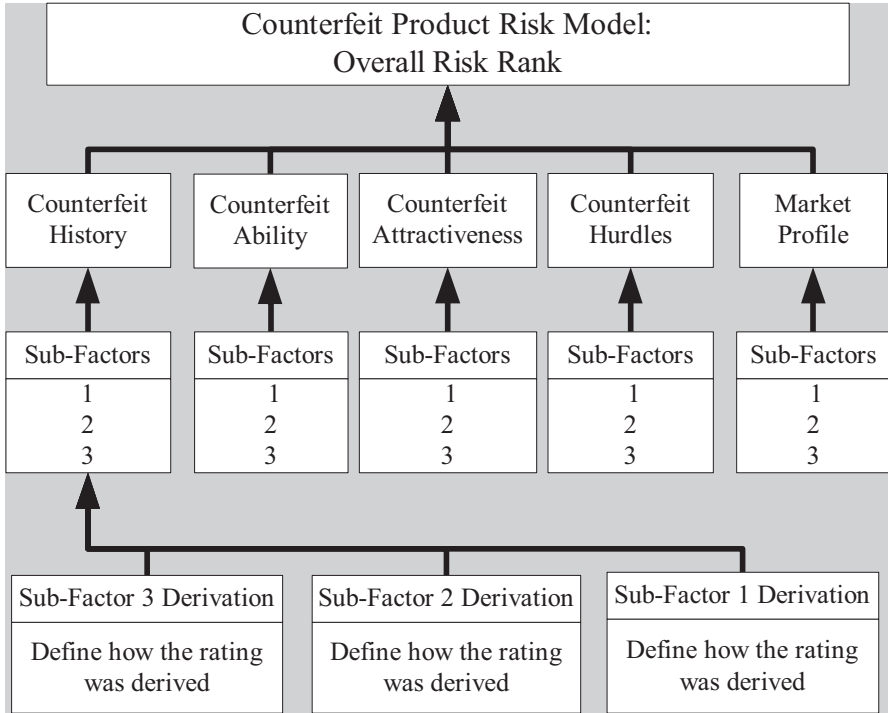 Counterfeit Product Risk Model:
Overall Risk Rank
Counterfeit
History
Counterfeit
Ability
Counterfeit
Attractiveness
Counterfeit
Hurdles
Market
Profile
Sub-Factors
1
2
3
Sub-Factors
1
2
3
Sub-Factors
1
2
3
Sub-Factors
1
2
3
Sub-Factors
1
2
3
Sub-Factor 3 Derivation
Define how the rating
was derived
Sub-Factor 2 Derivation
Define how the rating
was derived
Sub-Factor 1 Derivation
Define how the rating
was derived